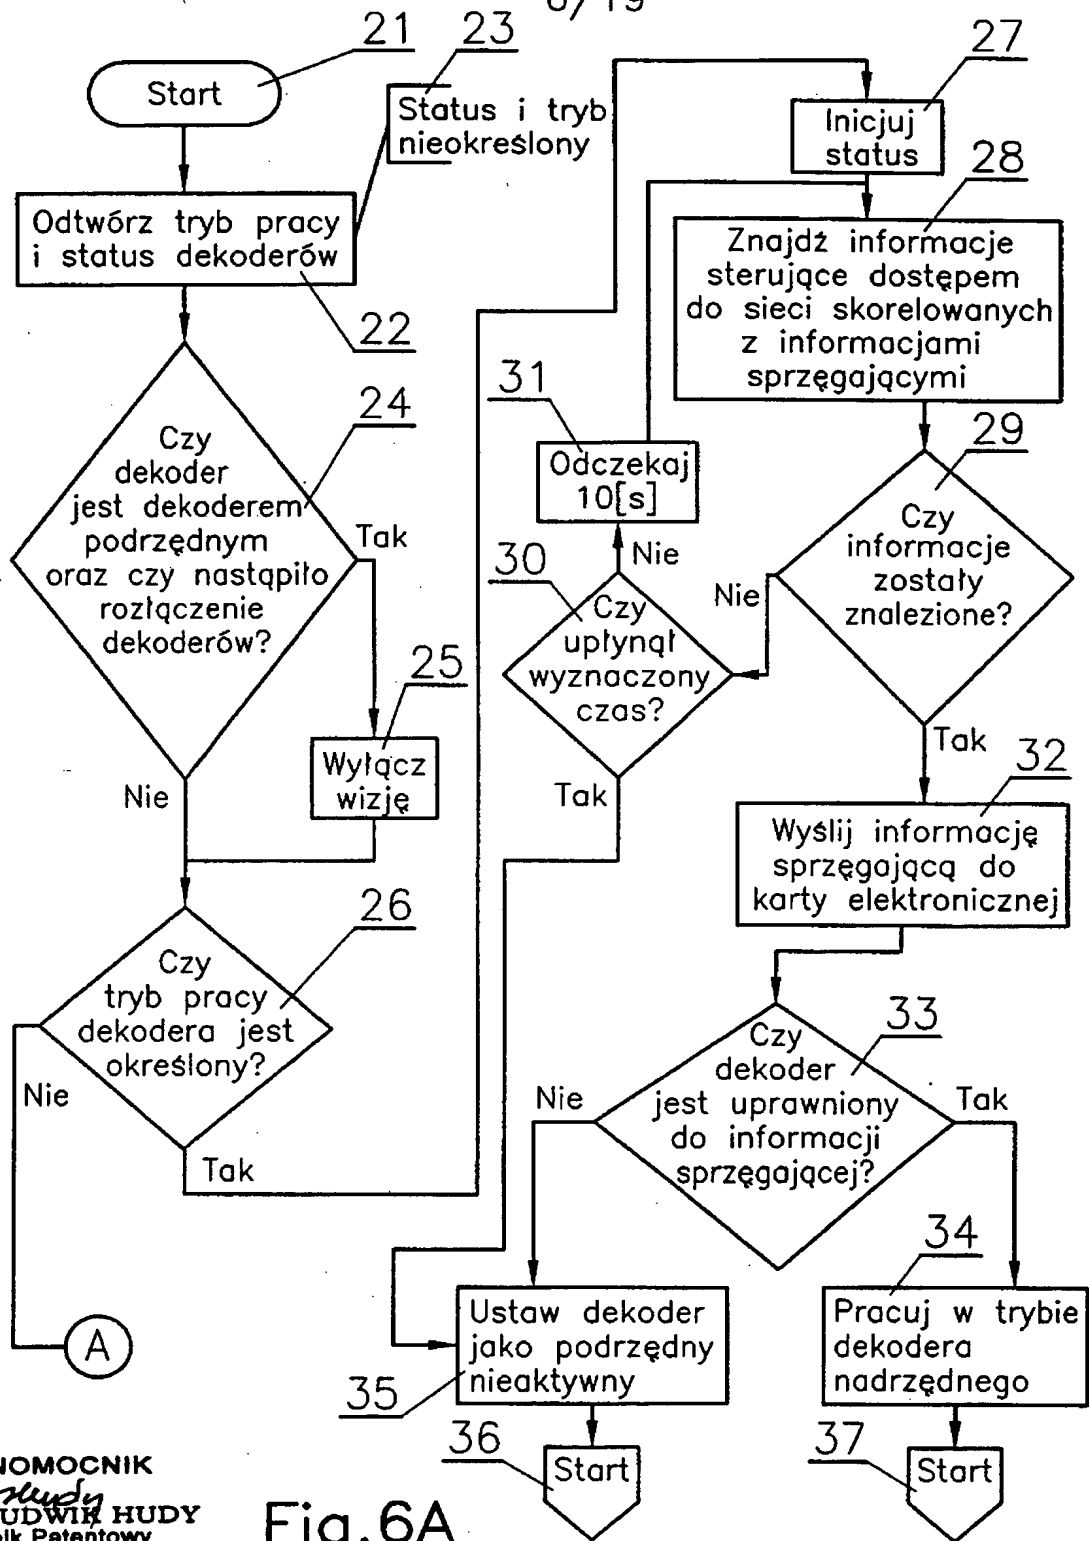 6/19
21
Start
23
Status i tryb
nieokreślony
Odtwórz tryb pracy
i status dekoderów
22
24
Czy
dekoder
jest dekoderem
podrzędnym
oraz czy nastąpiło
rozłączenie
dekoderów?
Tak
Nie
25
Wyłącz
wizję
26
Czy
tryb pracy
dekodera jest
określony?
Nie
Tak
A
27
Inicjuj
status
28
Znajdź informacje
sterujące dostępem
do sieci skorelowanych
z informacjami
sprzęgającymi
29
Czy
informacje
zostały
znalezione?
Nie
Tak
31
Odczekaj
10[s]
Nie
30
Czy
upłynął
wyznaczony
czas?
Tak
32
Wyślij informację
sprzęgającą do
karty elektronicznej
33
Czy
dekoder
jest uprawniony
do informacji
sprzęgającej?
Nie
Tak
34
Pracuj w trybie
dekodera
nadrzędnego
35
Ustaw dekoder
jako podrzędny
nieaktywny
36
Start
37
Start
NOMOCNIK
UDWIK HUDY
Patentowy
Fig.6A